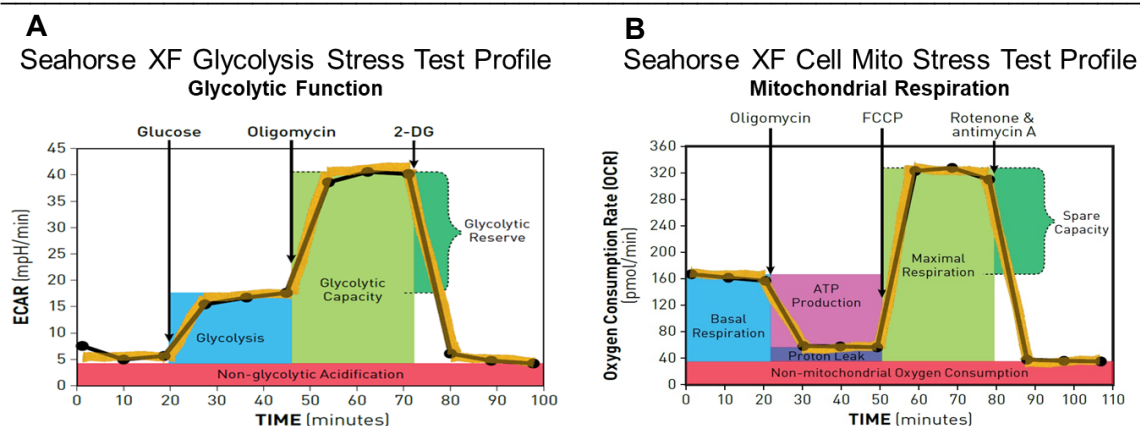 A
Seahorse XF Glycolysis Stress Test Profile
Glycolytic Function
Glucose
Oligomycin
2-DG
ECAR (mpH/min)
45
40
35
30
25
20
15
10
5
0
Glycolysis
Glycolytic
Capacity
Glycolytic
Reserve
Non-glycolytic Acidification
0 10 20 30 40 50 60 70 80 90 100
TIME (minutes)
B
Seahorse XF Cell Mito Stress Test Profile
Mitochondrial Respiration
Oligomycin
FCCP
Rotenone &
antimycin A
Oxygen Consumption Rate (OCR)
(pmol/min)
360
320
280
240
200
160
120
80
40
0
Basal
Respiration
ATP
Production
Proton Leak
Maximal
Respiration
Spare
Capacity
Non-mitochondrial Oxygen Consumption
0 10 20 30 40 50 60 70 80 90 100 110
TIME (minutes)